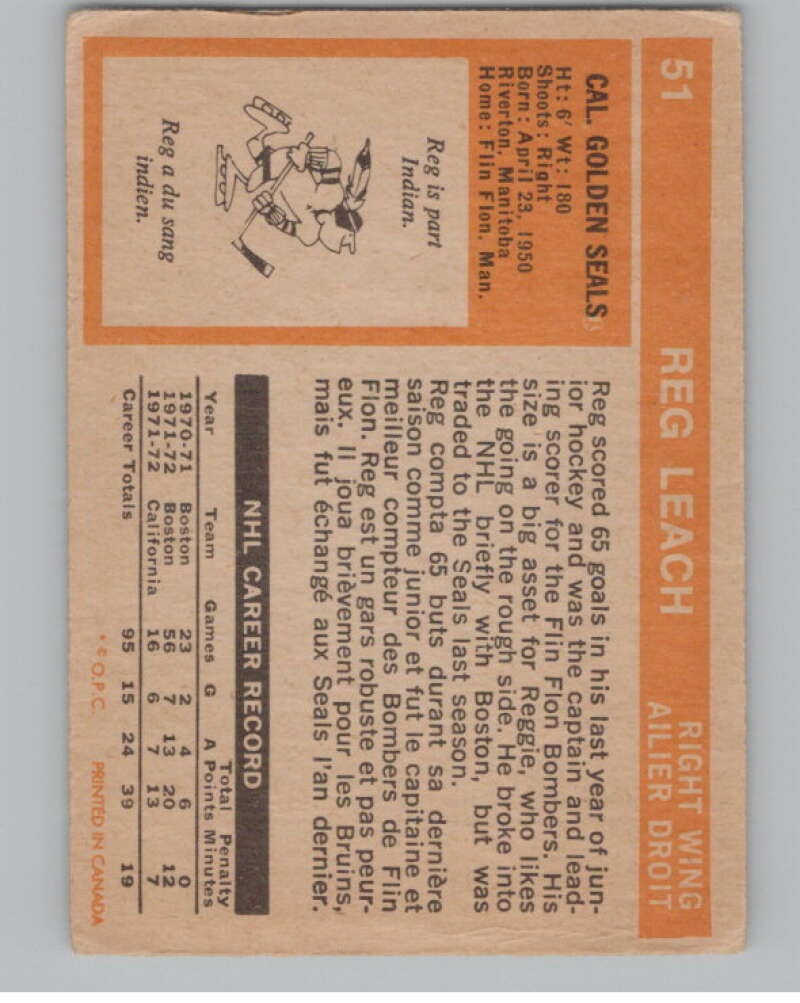 51 REG LEACH RIGHT WING
AILIER DROIT
CAL. GOLDEN SEALS
Ht: 6' Wt: 180
Shoots: Right
Born: April 23, 1950
Riverton, Manitoba
Home: Flin Flon, Man.
Reg is part
Indian.
Reg a du sang
indien.
Reg scored 65 goals in his last year of jun-
ior hockey and was the captain and lead-
ing scorer for the Flin Flon Bombers. His
size is a big asset for Reggie, who likes
the going on the rough side. He broke into
the NHL briefly with Boston, but was
traded to the Seals last season.
Reg compta 65 buts durant sa dernière
saison comme junior et fut le capitaine et
meilleur compteur des Bombers de Flin
Flon. Reg est un gars robuste et pas peur-
eux. Il joua brièvement pour les Bruins,
mais fut échangé aux Seals l'an dernier.
NHL CAREER RECORD
Total Penalty
Year Team Games G A Points Minutes
1970-71 Boston 23 2 4 6 0
1971-72 Boston 56 7 13 20 12
1971-72 California 16 6 7 13 7
Career Totals 95 15 24 39 19
* © O.P.C. PRINTED IN CANADA